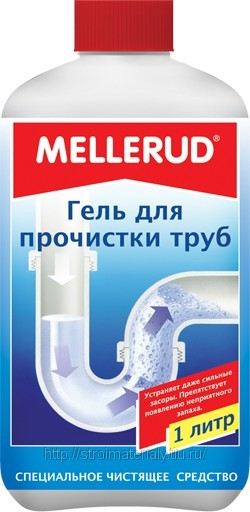 MELLERUD®
Гель для
прочистки труб
Устраняет даже сильные
засоры. Препятствует
появлению неприятного
запаха.
1 литр
http://stroimaterialy.tiu.ru/
СПЕЦИАЛЬНОЕ ЧИСТЯЩЕЕ СРЕДСТВО